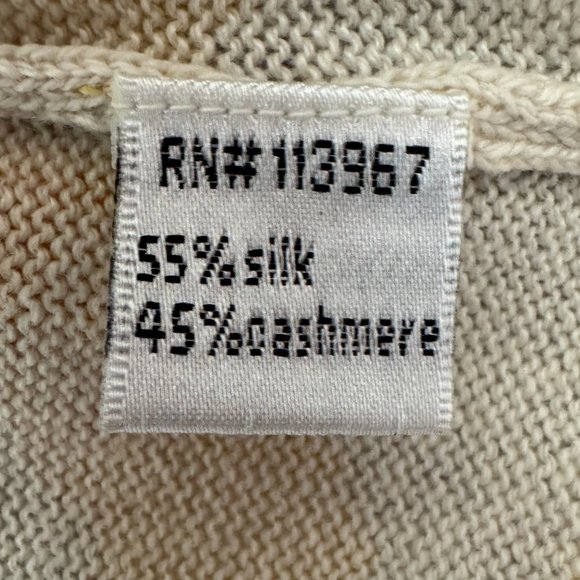 RN# 113967
55% silk
45% cashmere